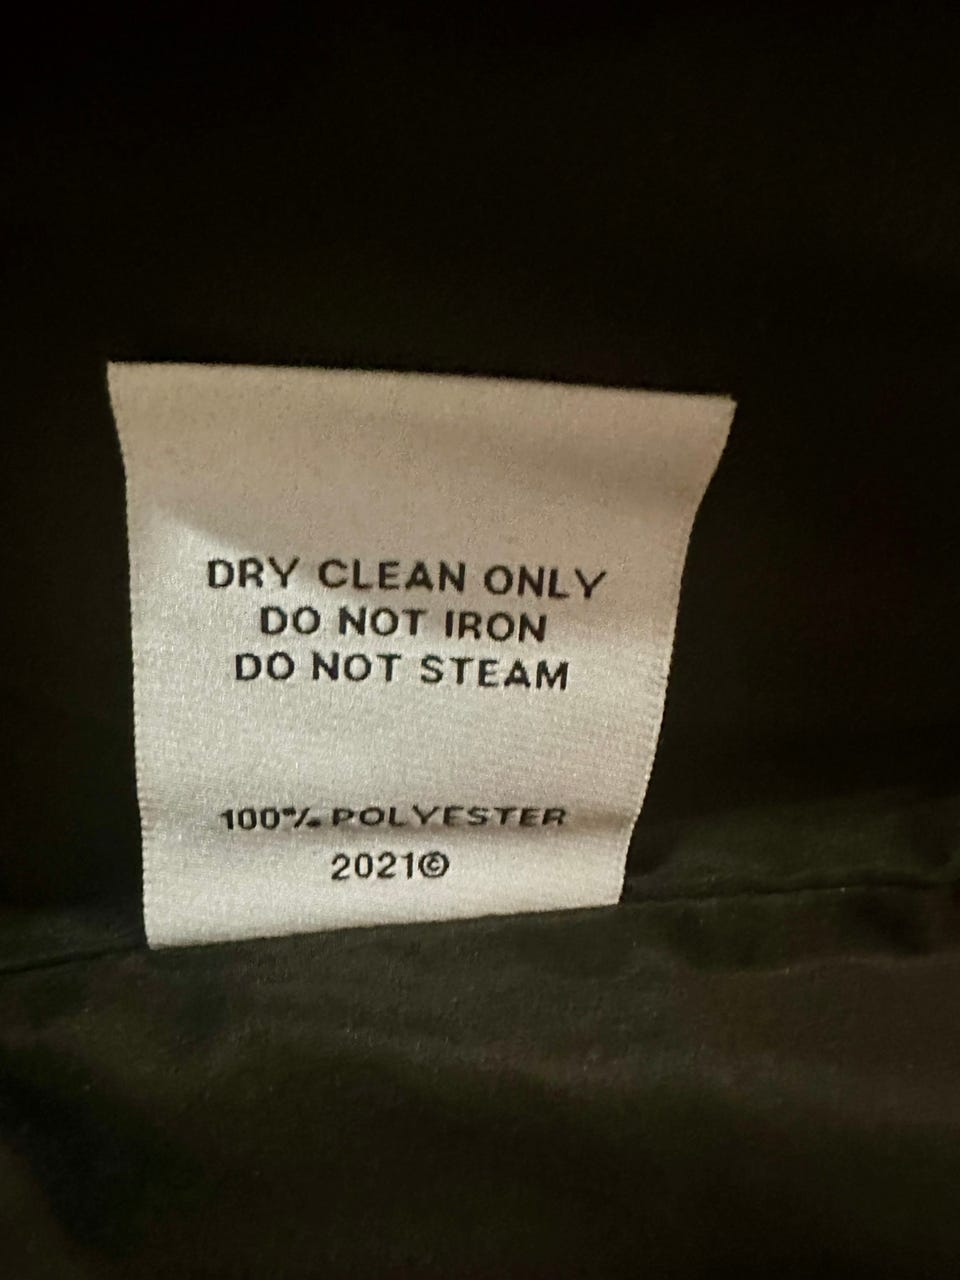 DRY CLEAN ONLY
DO NOT IRON
DO NOT STEAM
100% POLYESTER
2021©